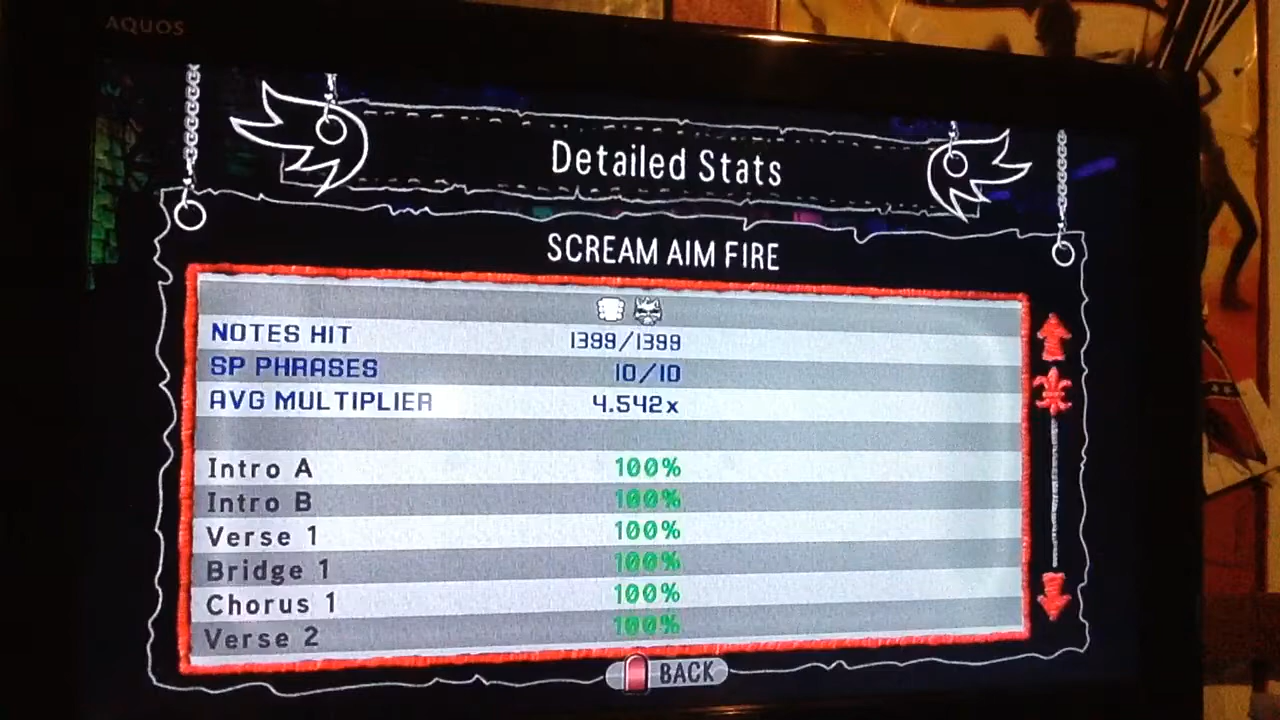 AQUOS
Detailed Stats
SCREAM AIM FIRE
NOTES HIT 1399/1399
SP PHRASES 10/10
AVG MULTIPLIER 4.542x
Intro A 100%
Intro B 100%
Verse 1 100%
Bridge 1 100%
Chorus 1 100%
Verse 2 100%
BACK